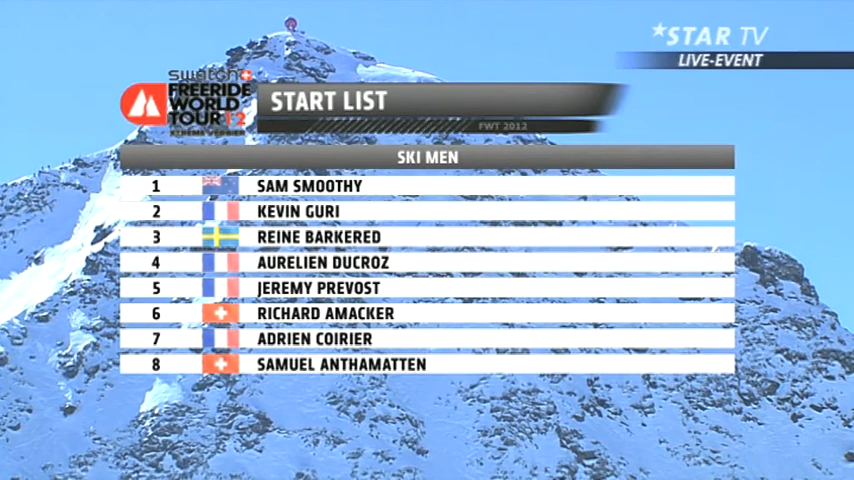 *STAR TV
LIVE-EVENT
swatch
FREERIDE
WORLD
TOUR12
XTREME VERBIER
START LIST
FWT 2012
SKI MEN
1 SAM SMOOTHY
2 KEVIN GURI
3 REINE BARKERED
4 AURELIEN DUCROZ
5 JEREMY PREVOST
6 RICHARD AMACKER
7 ADRIEN COIRIER
8 SAMUEL ANTHAMATTEN